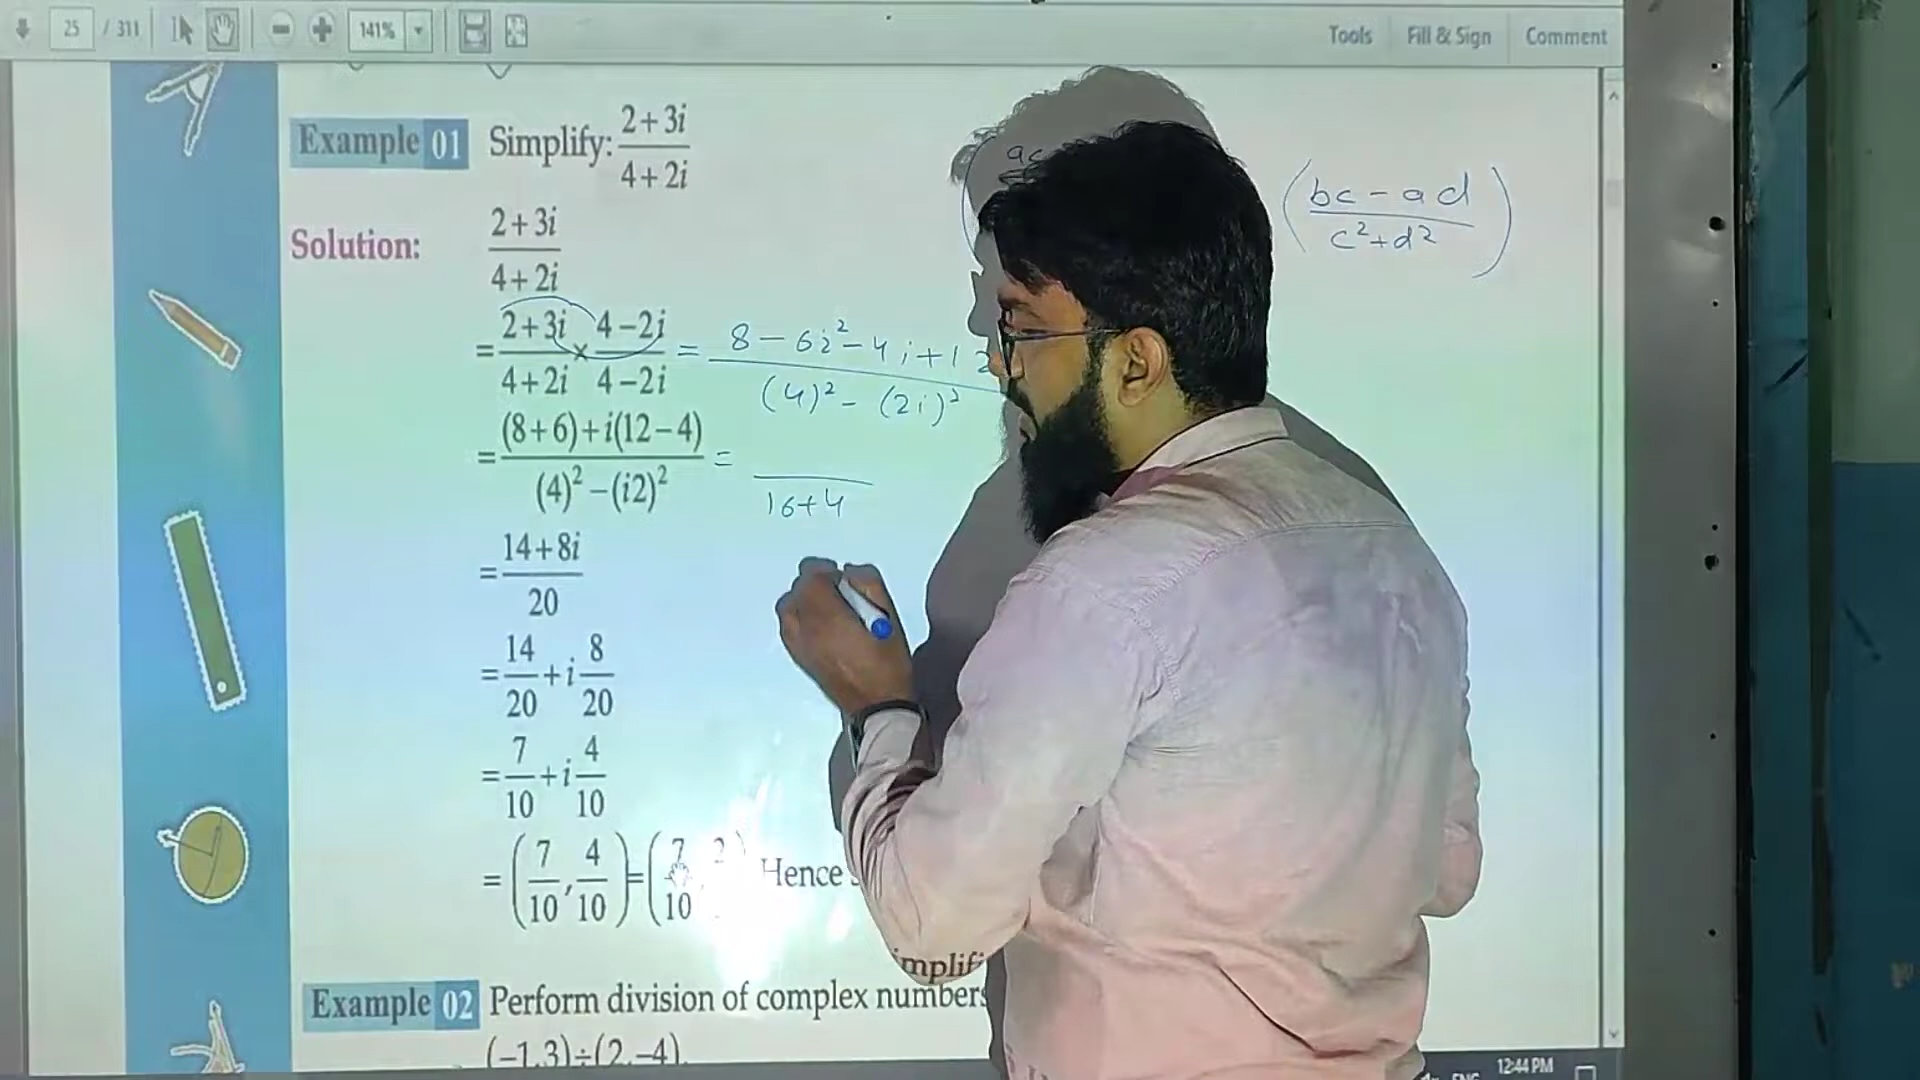 25 / 311 141% Tools Fill & Sign Comment
Example 01 Simplify: (2+3i)/(4+2i)
Solution: (2+3i)/(4+2i)
= (2+3i)/(4+2i) × (4−2i)/(4−2i) = (8 − 6i² − 4i + 12)/((4)² − (2i)²)
= ((8+6)+i(12−4))/((4)²−(i2)²) = /(16+4)
= (14+8i)/20
= 14/20 + i 8/20
= 7/10 + i 4/10
= (7/10, 4/10) = (7/10, 2) Hence
implifi
Example 02 Perform division of complex numbers
(−1,3)÷(2,−4).
ac
((bc − ad)/(c²+d²))
ENG 12:44 PM